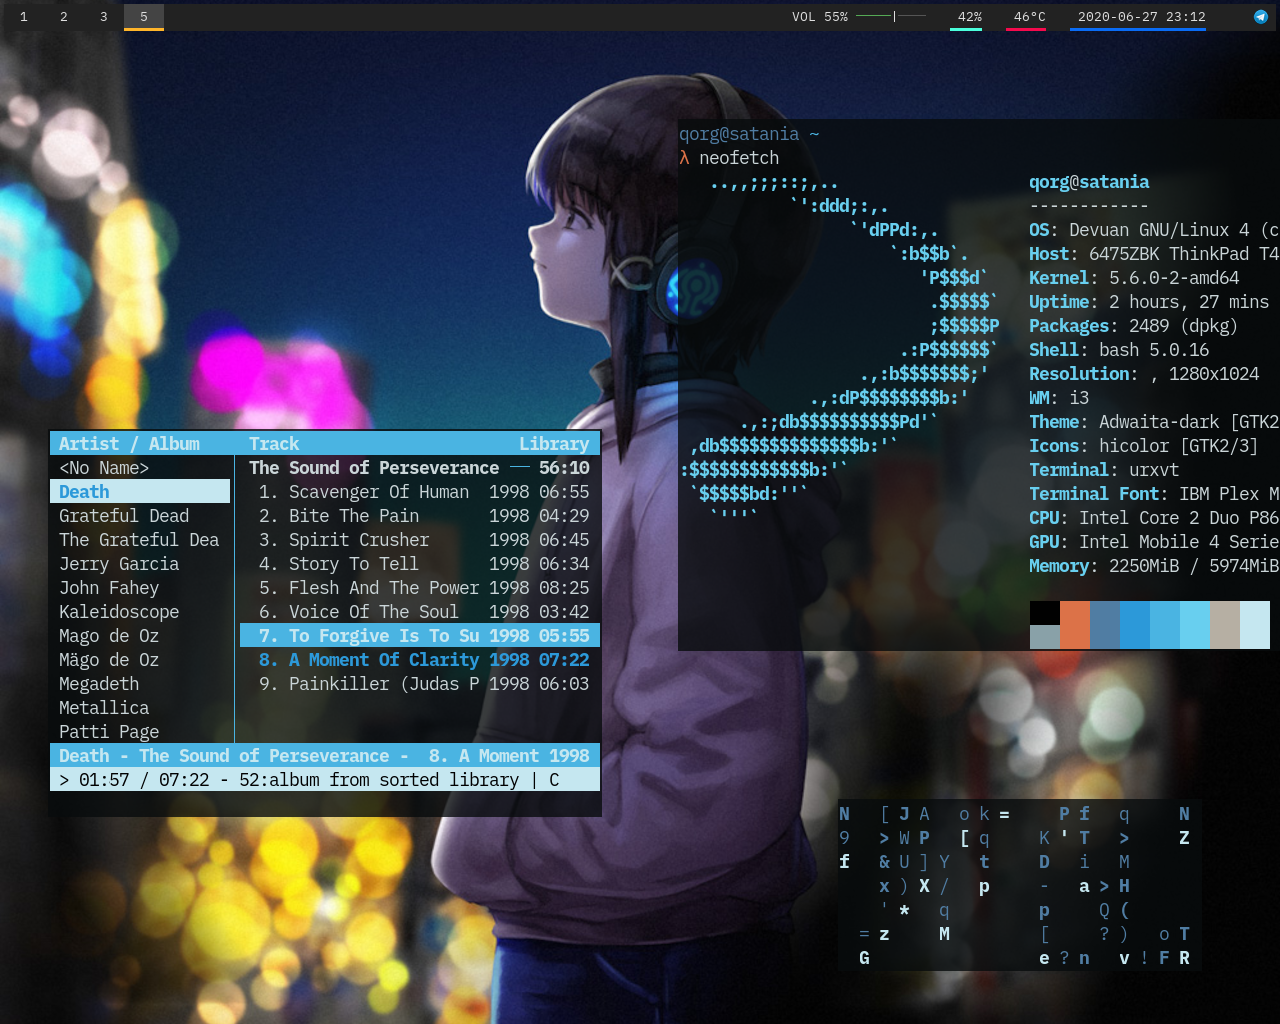 1 2 3 5 VOL 55% 42% 46°C 2020-06-27 23:12
qorg@satania ~
λ neofetch
..,,;;;::;,..
`':ddd;:,.
`'dPPd:,.
`:b$$b`.
'P$$$d`
.$$$$$`
;$$$$$P
.:P$$$$$$`
.,:b$$$$$$$;'
.,:dP$$$$$$$$b:'
.,:;db$$$$$$$$$$Pd'`
,db$$$$$$$$$$$$$$b:'`
:$$$$$$$$$$$$b:'`
`$$$$$bd:''`
`'''`
qorg@satania
------------
OS: Devuan GNU/Linux 4 (c
Host: 6475ZBK ThinkPad T4
Kernel: 5.6.0-2-amd64
Uptime: 2 hours, 27 mins
Packages: 2489 (dpkg)
Shell: bash 5.0.16
Resolution: , 1280x1024
WM: i3
Theme: Adwaita-dark [GTK2
Icons: hicolor [GTK2/3]
Terminal: urxvt
Terminal Font: IBM Plex M
CPU: Intel Core 2 Duo P86
GPU: Intel Mobile 4 Serie
Memory: 2250MiB / 5974MiB
Artist / Album Track Library
<No Name>
Death
Grateful Dead
The Grateful Dea
Jerry Garcia
John Fahey
Kaleidoscope
Mago de Oz
Mägo de Oz
Megadeth
Metallica
Patti Page
The Sound of Perseverance ── 56:10
1. Scavenger Of Human 1998 06:55
2. Bite The Pain 1998 04:29
3. Spirit Crusher 1998 06:45
4. Story To Tell 1998 06:34
5. Flesh And The Power 1998 08:25
6. Voice Of The Soul 1998 03:42
7. To Forgive Is To Su 1998 05:55
8. A Moment Of Clarity 1998 07:22
9. Painkiller (Judas P 1998 06:03
Death - The Sound of Perseverance - 8. A Moment 1998
> 01:57 / 07:22 - 52:album from sorted library | C
N [ J A o k = P f q N
9 > W P [ q K ' T > Z
f & U ] Y t D i M
x ) X / p - a > H
' * q p Q (
= z M [ ? ) o T
G e ? n v ! F R